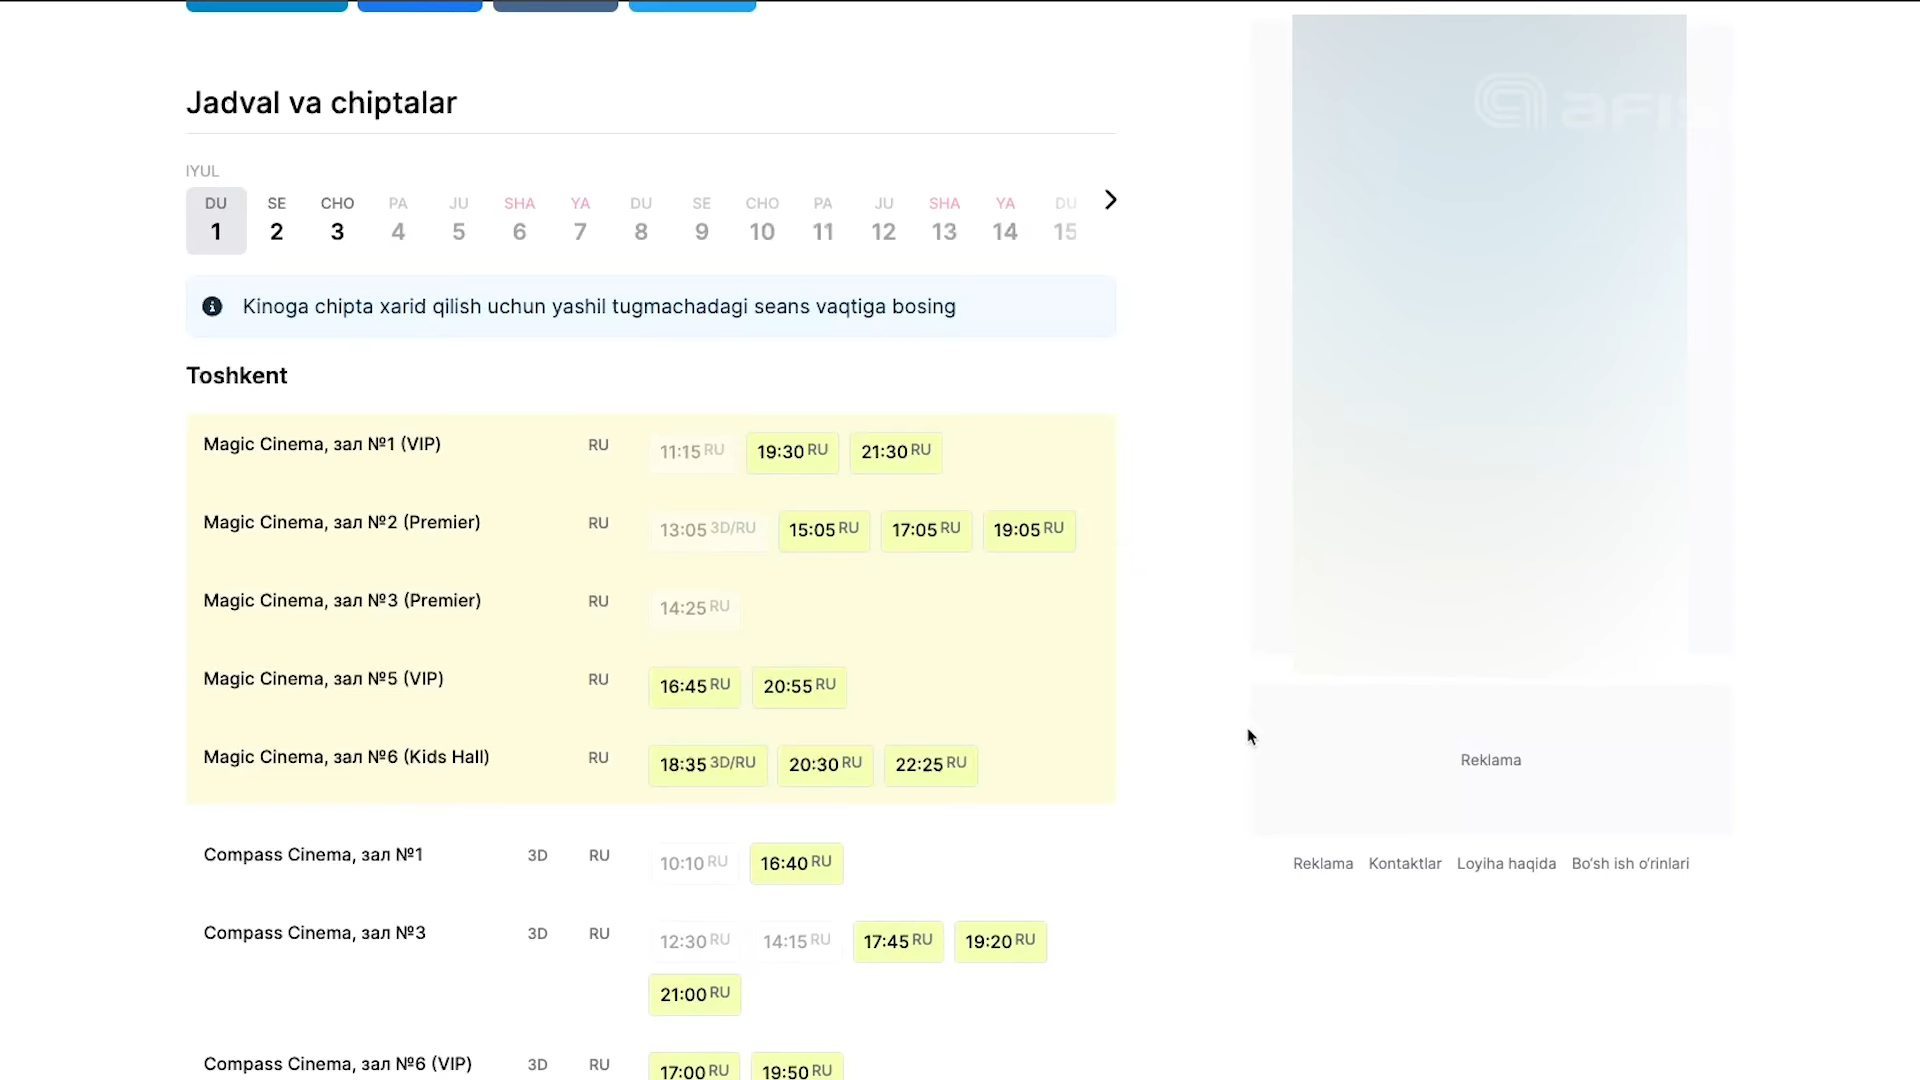 Jadval va chiptalar
IYUL
DU SE CHO PA JU SHA YA DU SE CHO PA JU SHA YA DU
1 2 3 4 5 6 7 8 9 10 11 12 13 14 15
Kinoga chipta xarid qilish uchun yashil tugmachadagi seans vaqtiga bosing
Toshkent
Magic Cinema, зал №1 (VIP) RU 11:15 RU 19:30 RU 21:30 RU
Magic Cinema, зал №2 (Premier) RU 13:05 3D/RU 15:05 RU 17:05 RU 19:05 RU
Magic Cinema, зал №3 (Premier) RU 14:25 RU
Magic Cinema, зал №5 (VIP) RU 16:45 RU 20:55 RU
Magic Cinema, зал №6 (Kids Hall) RU 18:35 3D/RU 20:30 RU 22:25 RU
Compass Cinema, зал №1 3D RU 10:10 RU 16:40 RU
Compass Cinema, зал №3 3D RU 12:30 RU 14:15 RU 17:45 RU 19:20 RU
21:00 RU
Compass Cinema, зал №6 (VIP) 3D RU 17:00 RU 19:50 RU
Reklama
Reklama Kontaktlar Loyiha haqida Bo‘sh ish o‘rinlari